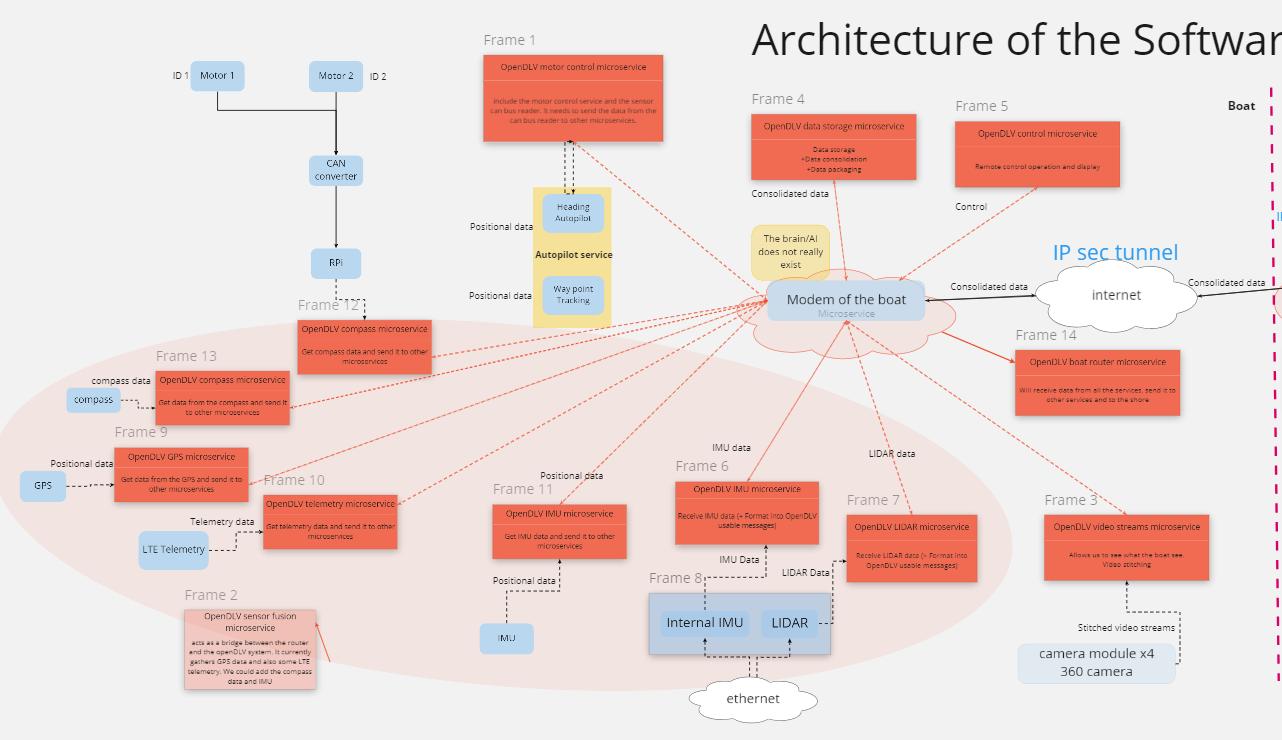 Architecture of the Softwar
Boat
ID 1
Motor 1
Motor 2
ID 2
CAN
converter
RPi
Frame 1
OpenDLV motor control microservice
include the motor control service and the sensor
can bus reader. It needs to send the data from the
can bus reader to other microservices.
Positional data
Heading
Autopilot
Autopilot service
Positional data
Way point
Tracking
Frame 4
OpenDLV data storage microservice
Data storage
+Data consolidation
+Data packaging
Consolidated data
Frame 5
OpenDLV control microservice
Remote control operation and display
Control
The brain/AI
does not really
exist
Modem of the boat
Microservice
Consolidated data
IP sec tunnel
internet
Consolidated data
Frame 14
OpenDLV boat router microservice
Will receive data from all the services, send it to
other services and to the shore
Frame 12
OpenDLV compass microservice
Get compass data and send it to other
microservices
Frame 13
OpenDLV compass microservice
Get data from the compass and send it
to other microservices
compass data
compass
Frame 9
OpenDLV GPS microservice
Get data from the GPS and send it to
other microservices
Positional data
GPS
Frame 10
OpenDLV telemetry microservice
Get telemetry data and send it to other
microservices
Telemetry data
LTE Telemetry
Frame 2
OpenDLV sensor fusion
microservice
acts as a bridge between the router
and the openDLV system. It currently
gathers GPS data and also some LTE
telemetry. We could add the compass
data and IMU
Positional data
Frame 11
OpenDLV IMU microservice
Get IMU data and send it to other
microservices
Positional data
IMU
IMU data
Frame 6
OpenDLV IMU microservice
Receive IMU data (+ Format into OpenDLV
usable messages)
IMU Data
LIDAR data
Frame 7
OpenDLV LIDAR microservice
Receive LIDAR data (+ Format into
OpenDLV usable messages)
LIDAR Data
Frame 8
Internal IMU
LIDAR
ethernet
Frame 3
OpenDLV video streams microservice
Allows us to see what the boat see.
Video stitching
Stitched video streams
camera module x4
360 camera